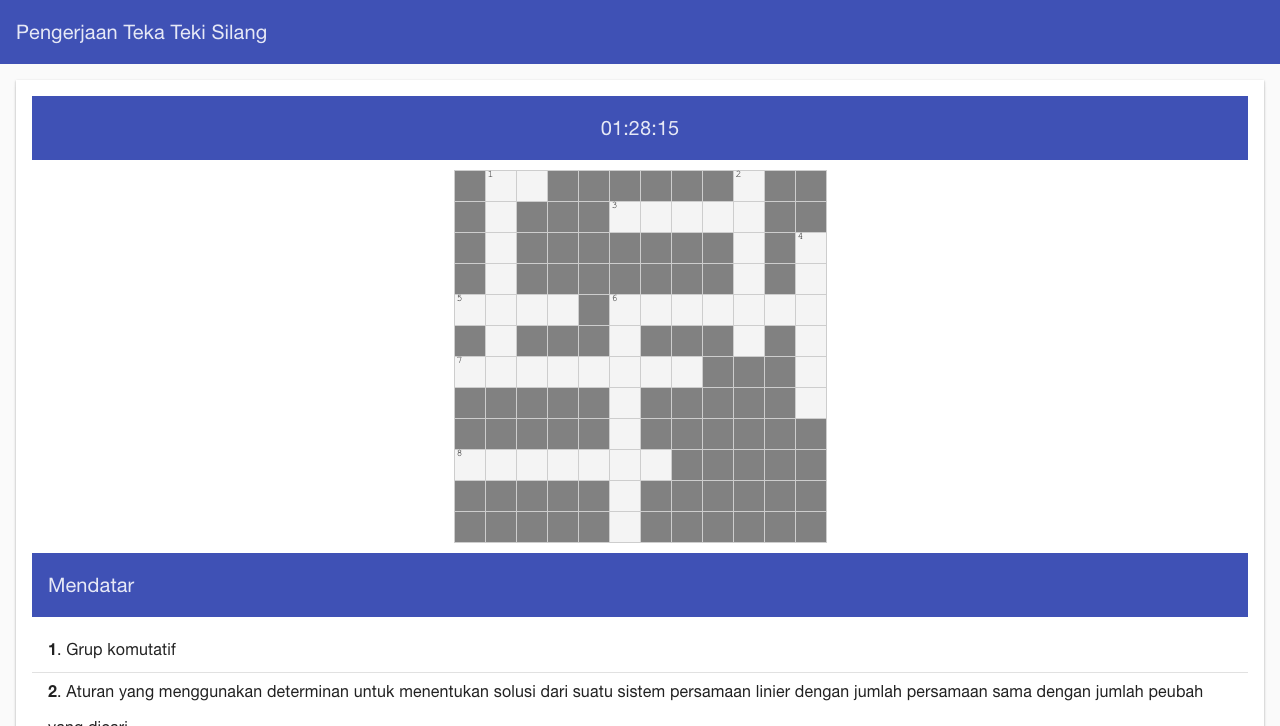 Pengerjaan Teka Teki Silang
01:28:15
1 2
3
4
5 6
7
8
Mendatar
1. Grup komutatif
2. Aturan yang menggunakan determinan untuk menentukan solusi dari suatu sistem persamaan linier dengan jumlah persamaan sama dengan jumlah peubah
yang dicari